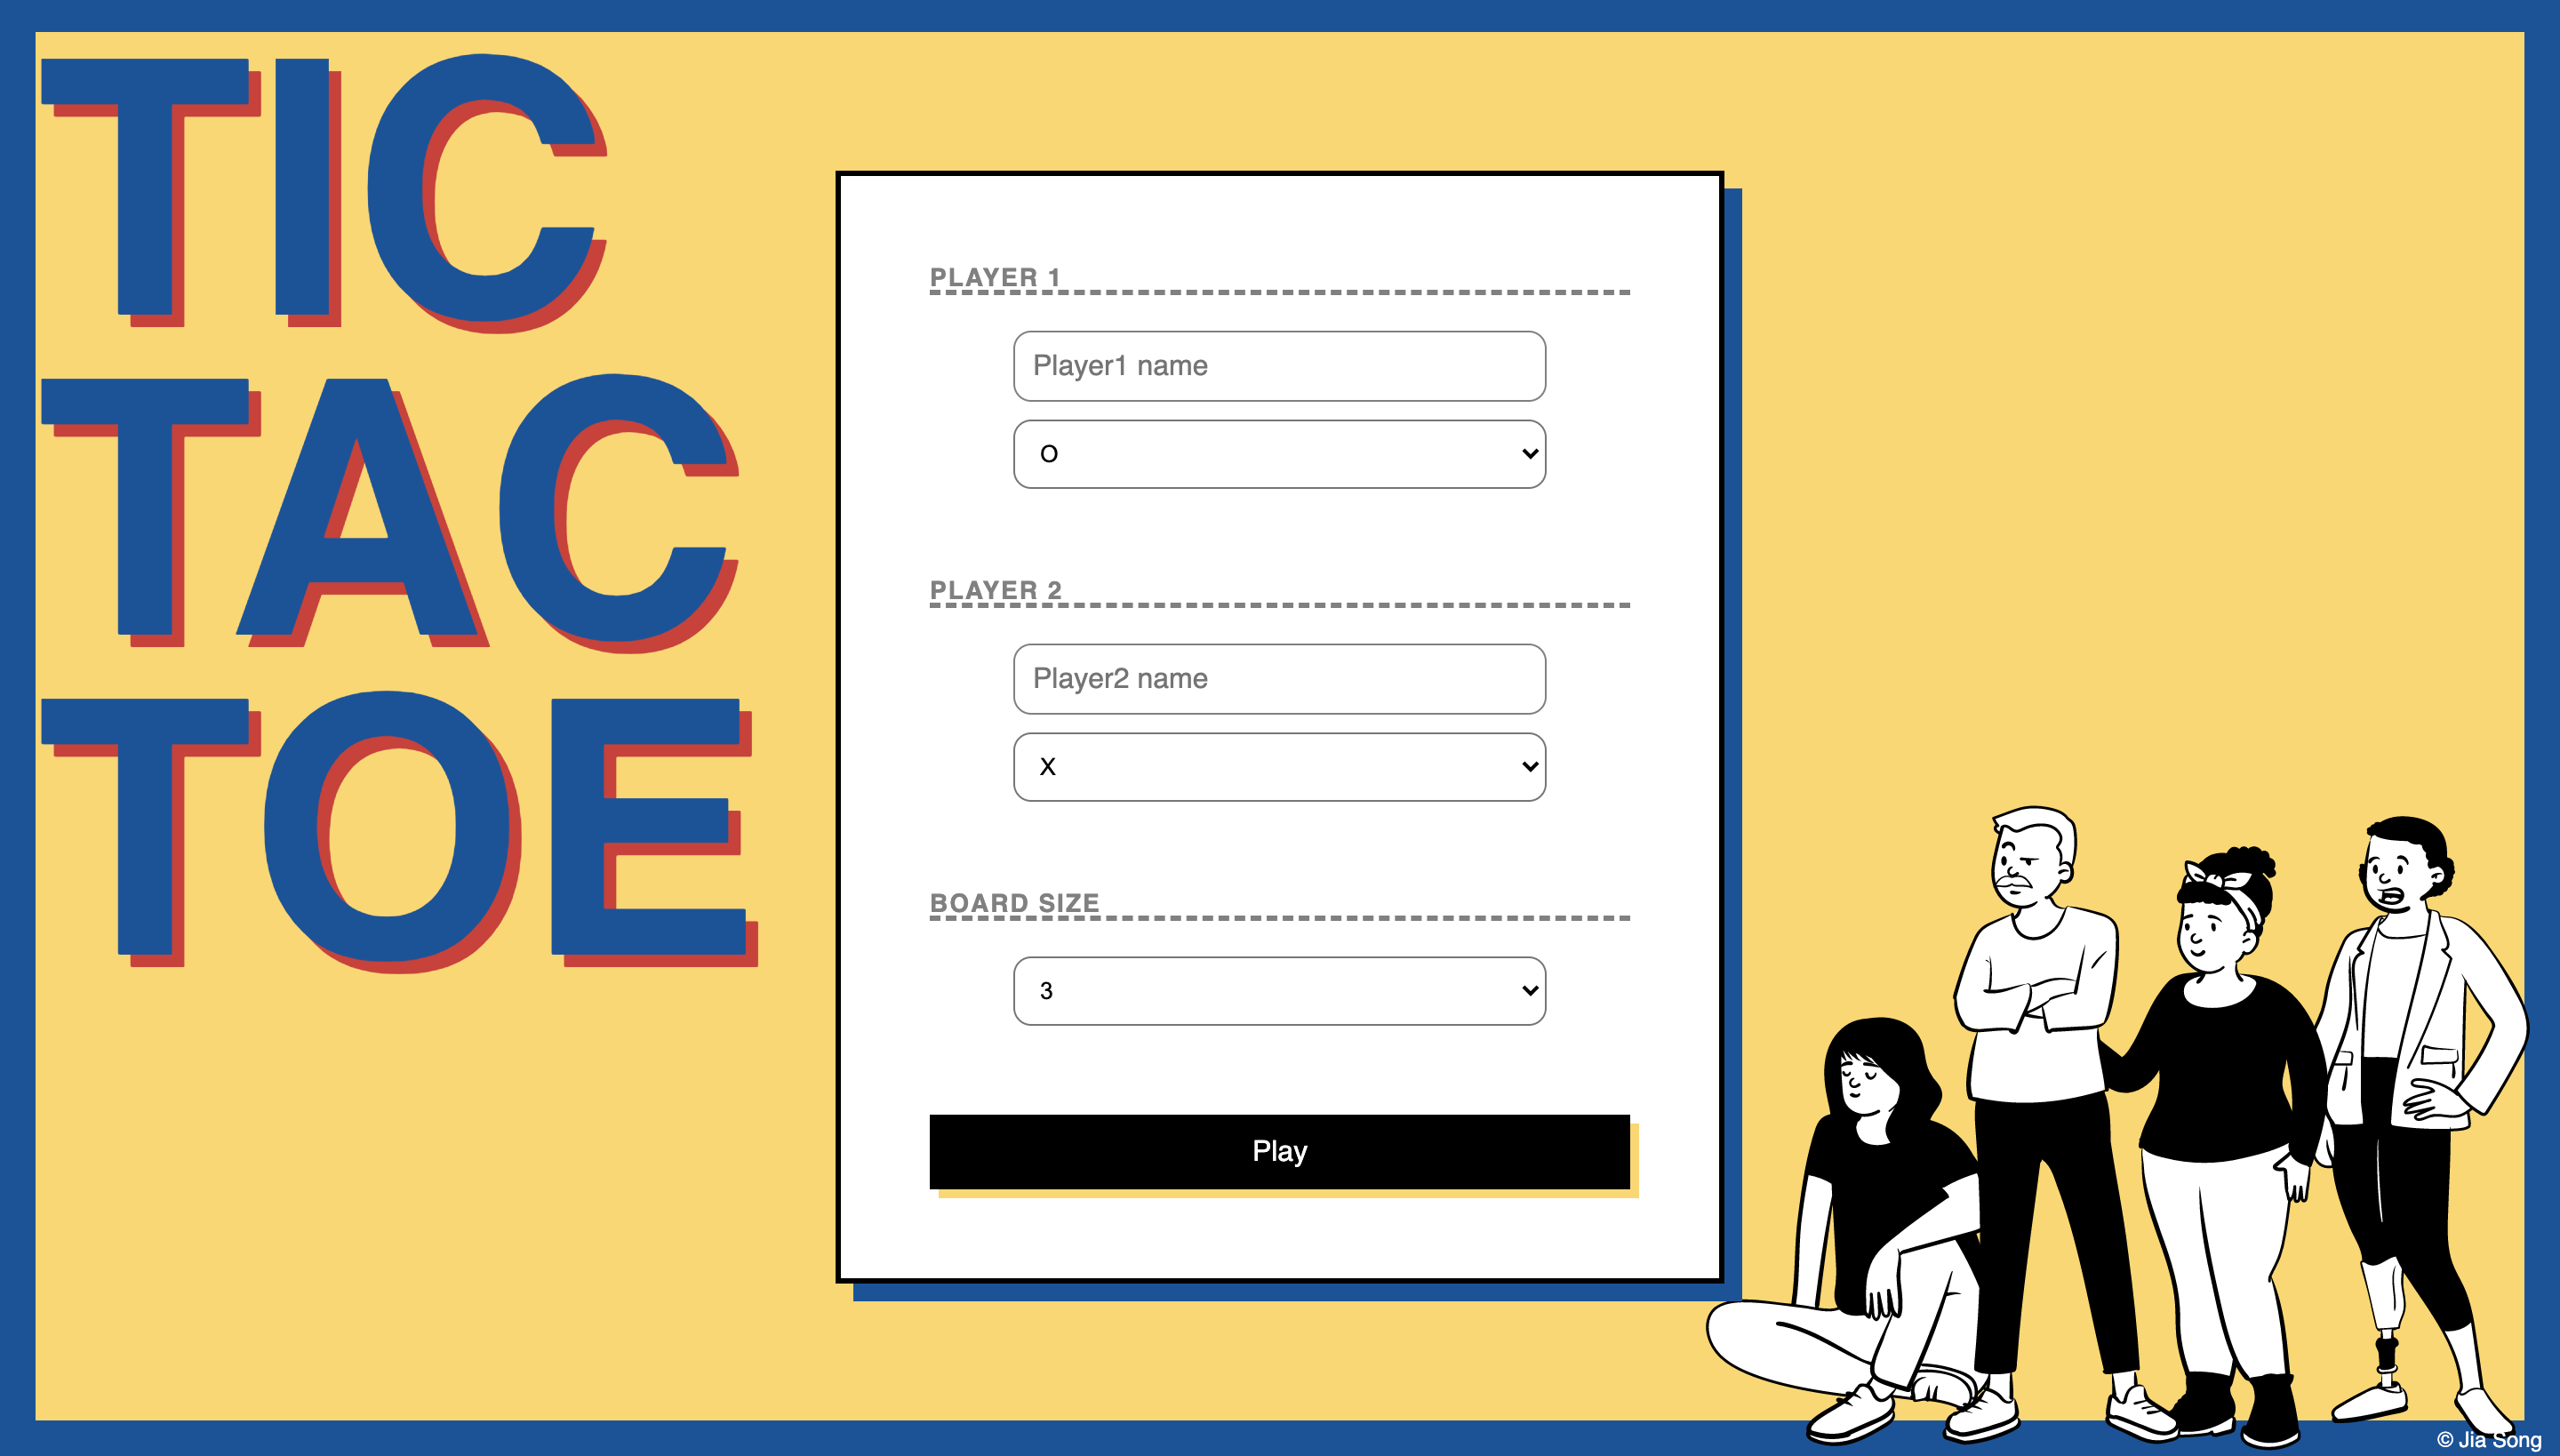 TIC
TAC
TOE
PLAYER 1
Player1 name
O
PLAYER 2
Player2 name
X
BOARD SIZE
3
Play
© Jia Song